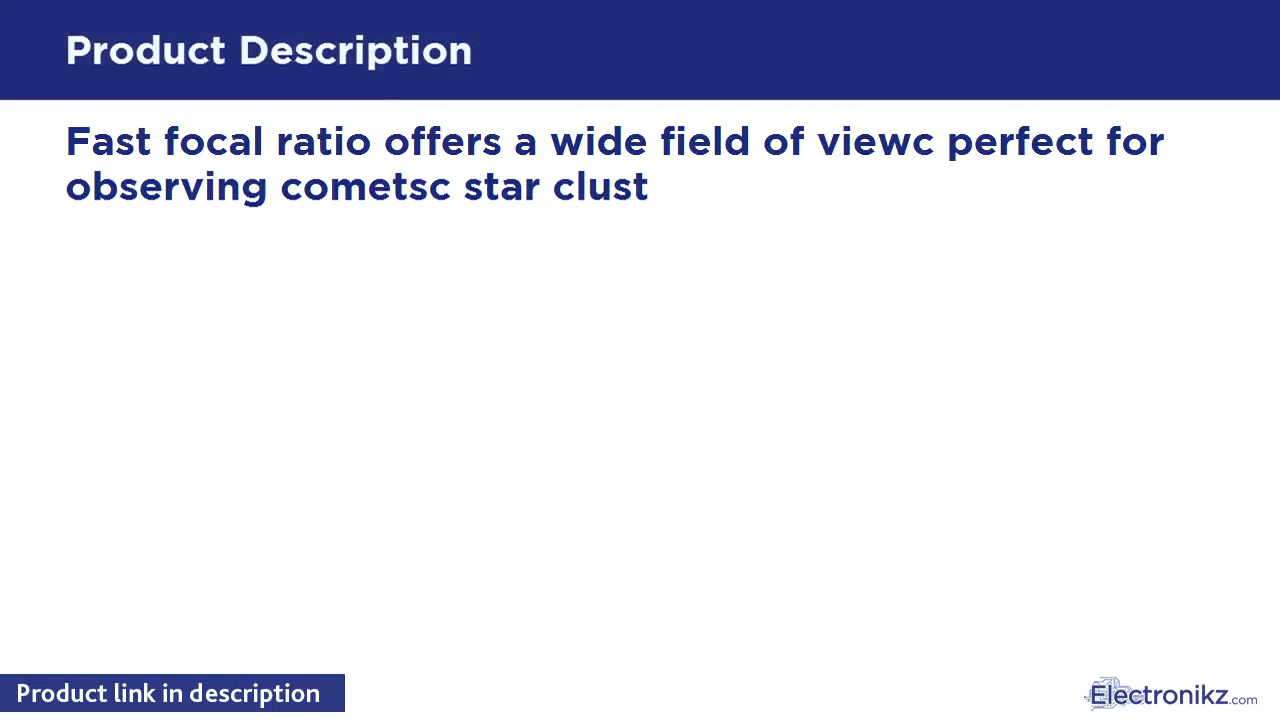 Product Description
Fast focal ratio offers a wide field of viewc perfect for
observing cometsc star clust
Product link in description
Electronikz.com